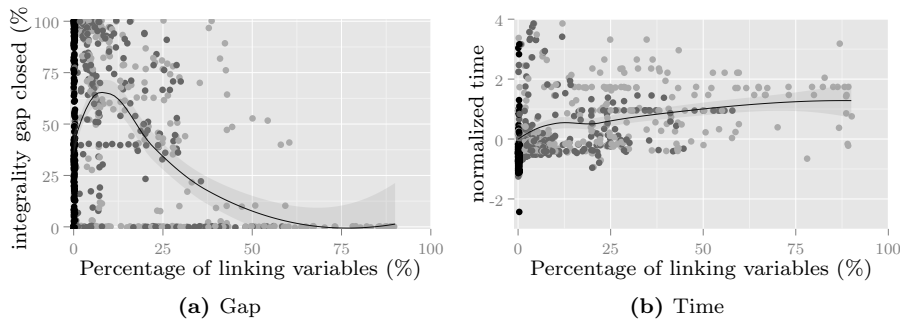 integrality gap closed (%
100
75
50
25
0
0 25 50 75 100
Percentage of linking variables (%)
(a) Gap
normalized time
4
2
0
-2
0 25 50 75 100
Percentage of linking variables (%)
(b) Time